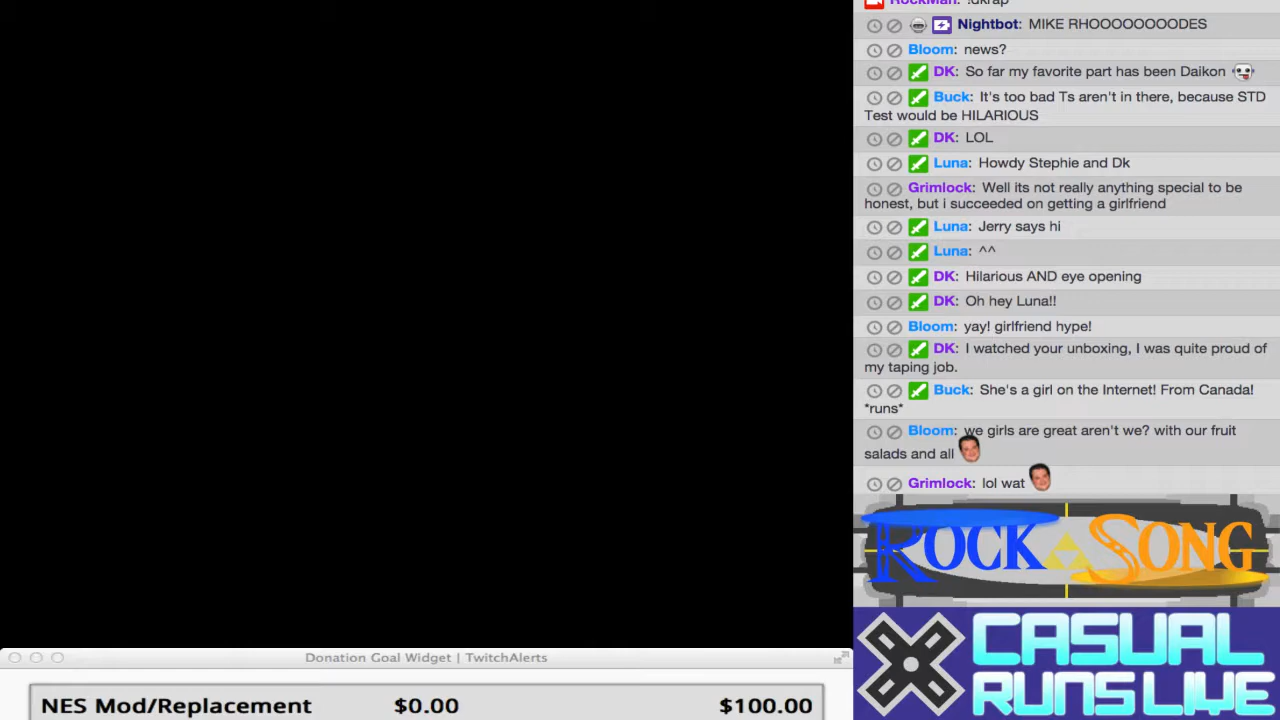 RockMan: !dkrap
Nightbot: MIKE RHOOOOOOOODES
Bloom: news?
DK: So far my favorite part has been Daikon
Buck: It's too bad Ts aren't in there, because STD
Test would be HILARIOUS
DK: LOL
Luna: Howdy Stephie and Dk
Grimlock: Well its not really anything special to be
honest, but i succeeded on getting a girlfriend
Luna: Jerry says hi
Luna: ^^
DK: Hilarious AND eye opening
DK: Oh hey Luna!!
Bloom: yay! girlfriend hype!
DK: I watched your unboxing, I was quite proud of
my taping job.
Buck: She's a girl on the Internet! From Canada!
*runs*
Bloom: we girls are great aren't we? with our fruit
salads and all
Grimlock: lol wat
ROCK SONG
CASUAL
RUNS LIVE
Donation Goal Widget | TwitchAlerts
NES Mod/Replacement $0.00 $100.00